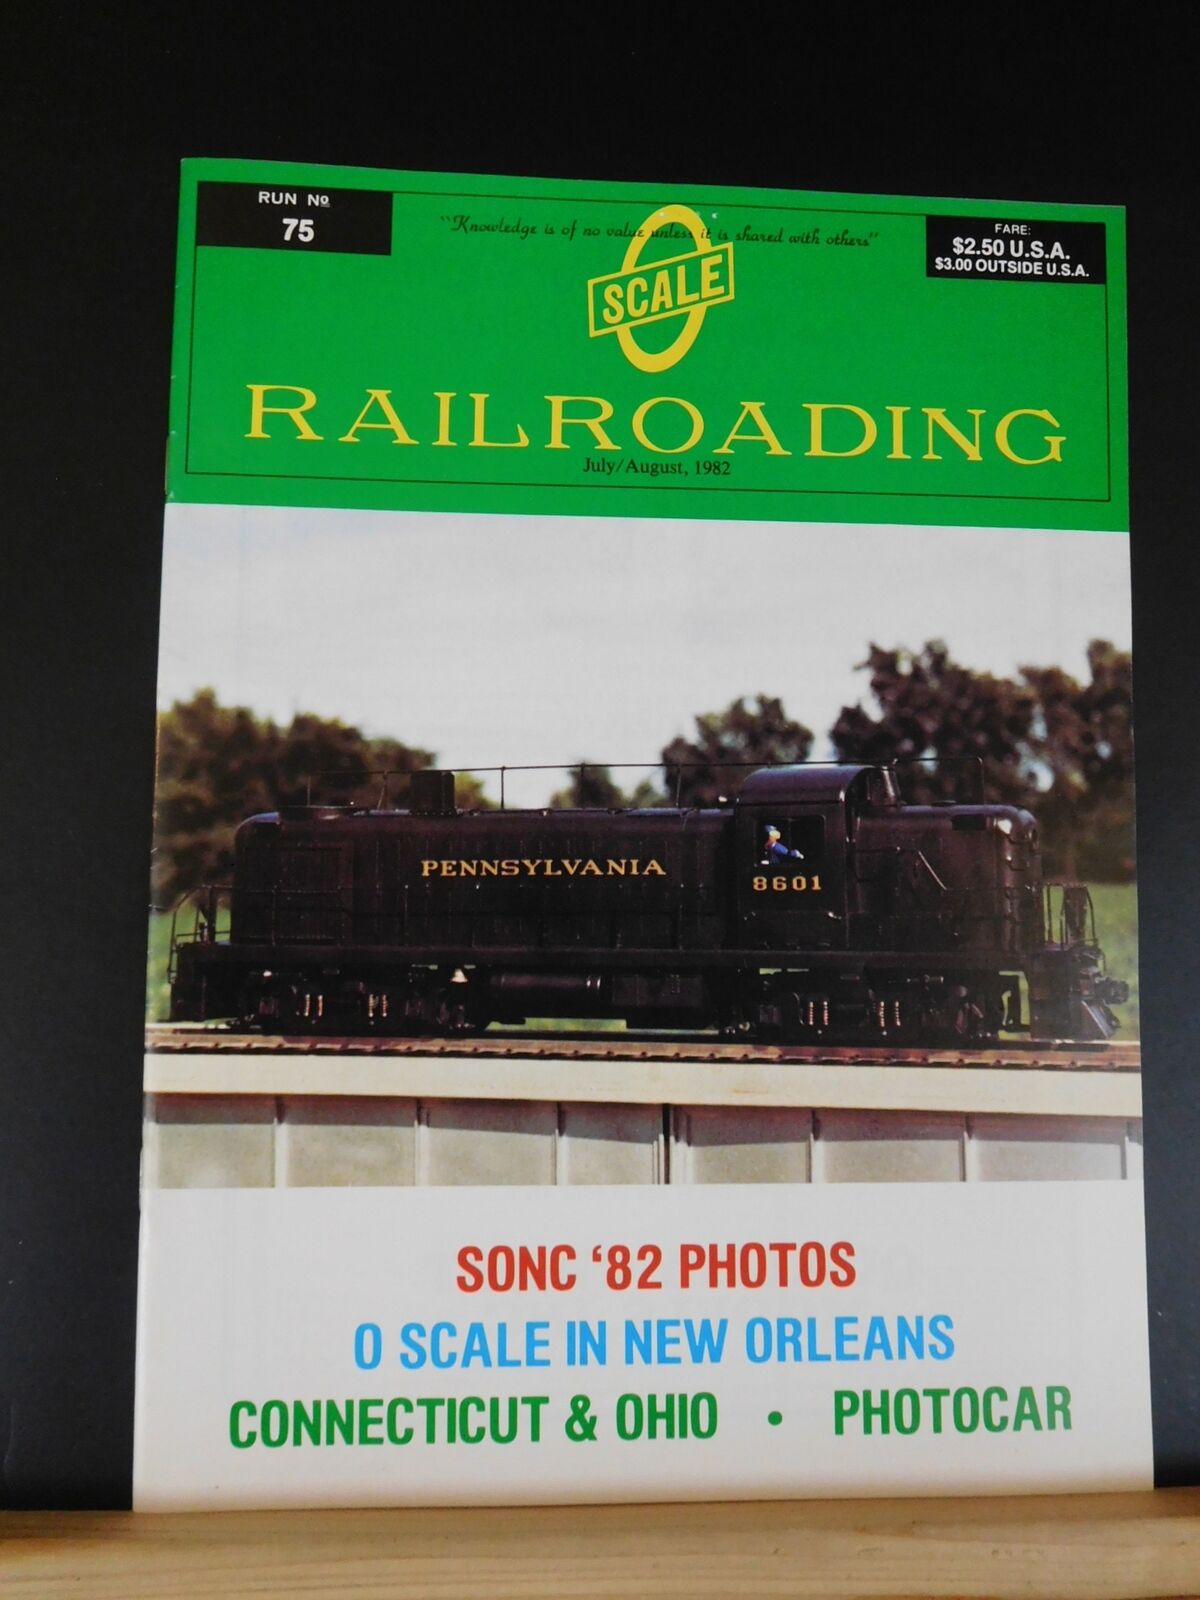 RUN Nº
75
"Knowledge is of no value unless it is shared with others"
FARE:
$2.50 U.S.A.
$3.00 OUTSIDE U.S.A.
O
SCALE
RAILROADING
July/August, 1982
PENNSYLVANIA
8601
SONC '82 PHOTOS
O SCALE IN NEW ORLEANS
CONNECTICUT & OHIO • PHOTOCAR